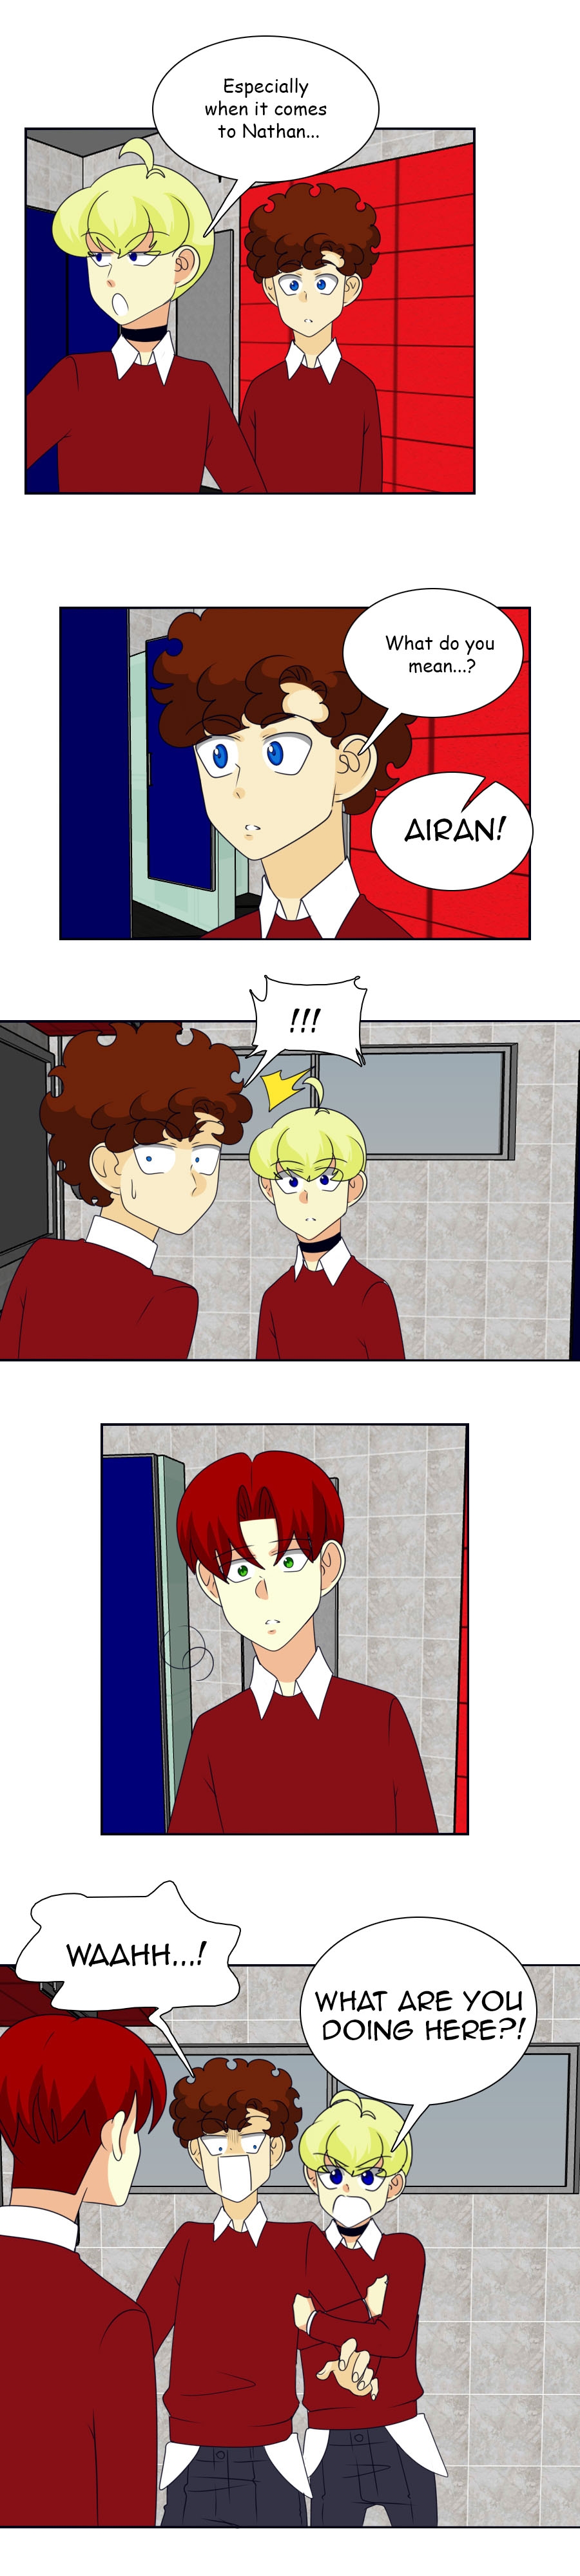 Especially
when it comes
to Nathan...
What do you
mean...?
AIRAN!
!!!
WAAHH...!
WHAT ARE YOU
DOING HERE?!